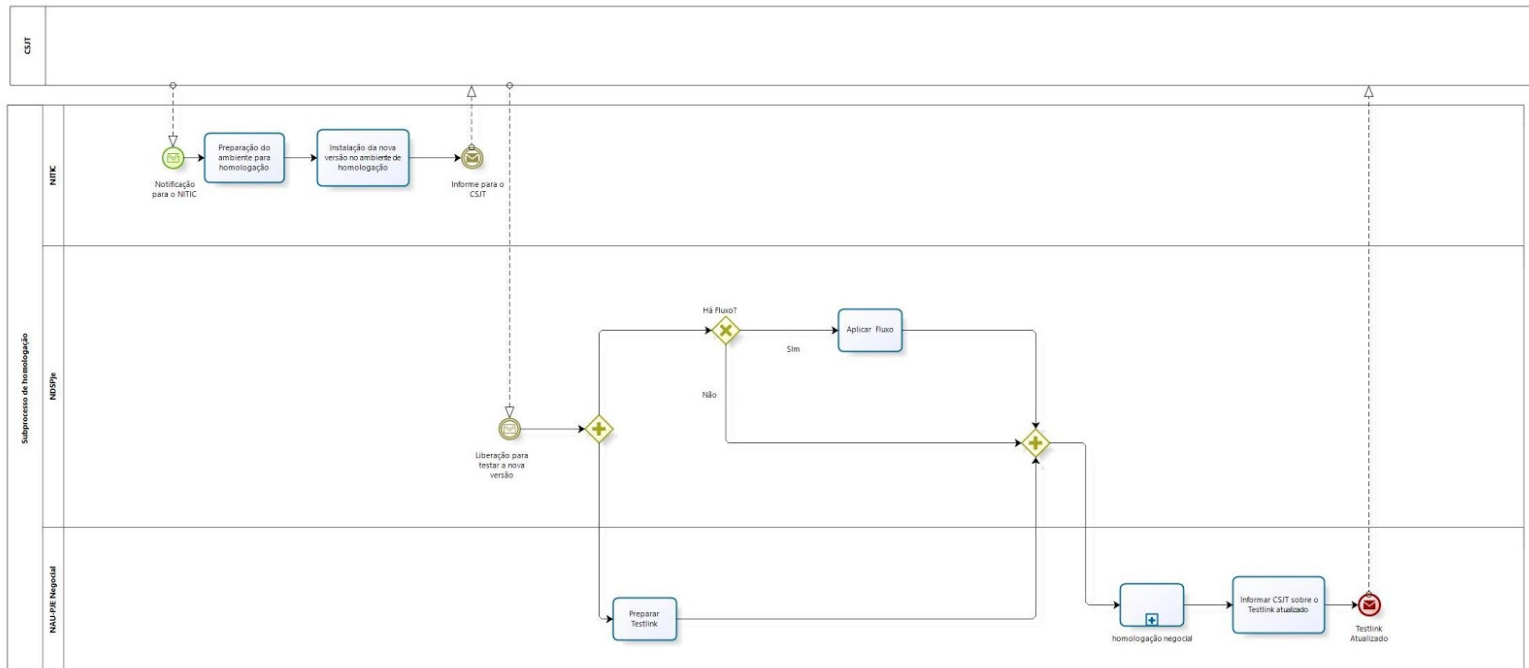 CSJT
Subprocesso de homologação
NITIC
Notificação
para o NITIC
Preparação do
ambiente para
homologação
Instalação da nova
versão no ambiente de
homologação
Informe para o
CSJT
NDSPJe
Liberação para
testar a nova
versão
Há Fluxo?
Sim
Não
Aplicar Fluxo
NAU-PJE Negocial
Preparar
Testlink
homologação negocial
Informar CSJT sobre o
Testlink atualizado
Testlink
Atualizado